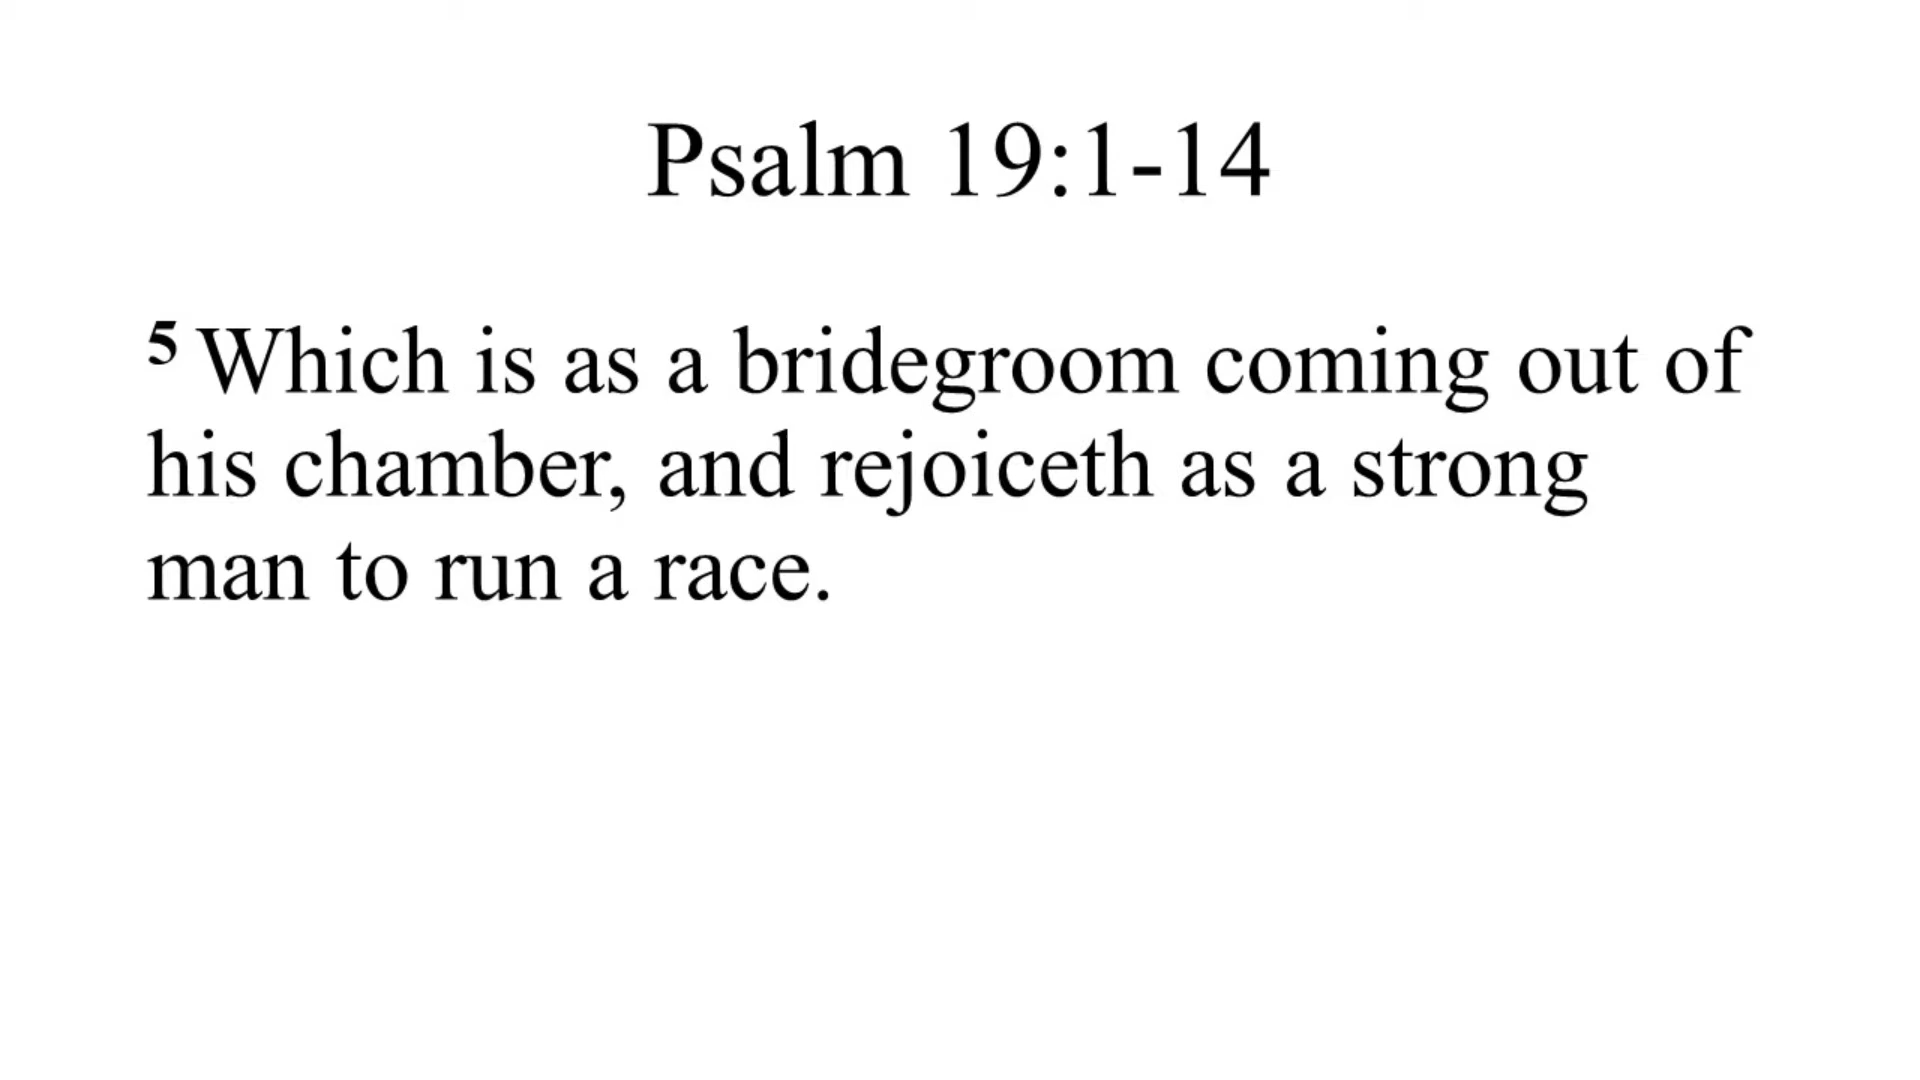 Psalm 19:1-14
5 Which is as a bridegroom coming out of
his chamber, and rejoiceth as a strong
man to run a race.